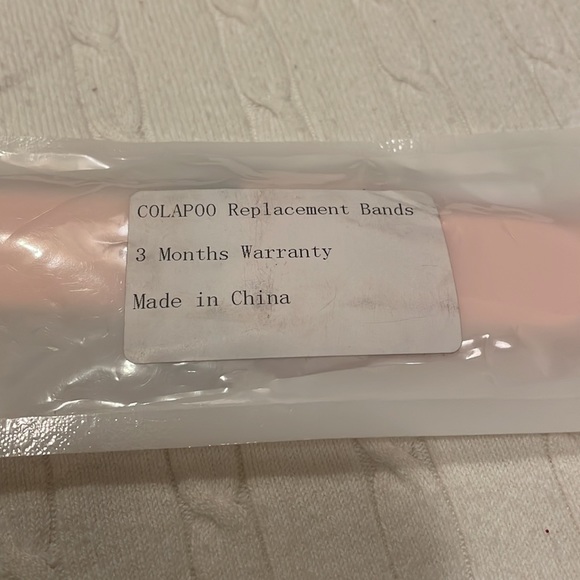 COLAPOO Replacement Bands
3 Months Warranty
Made in China